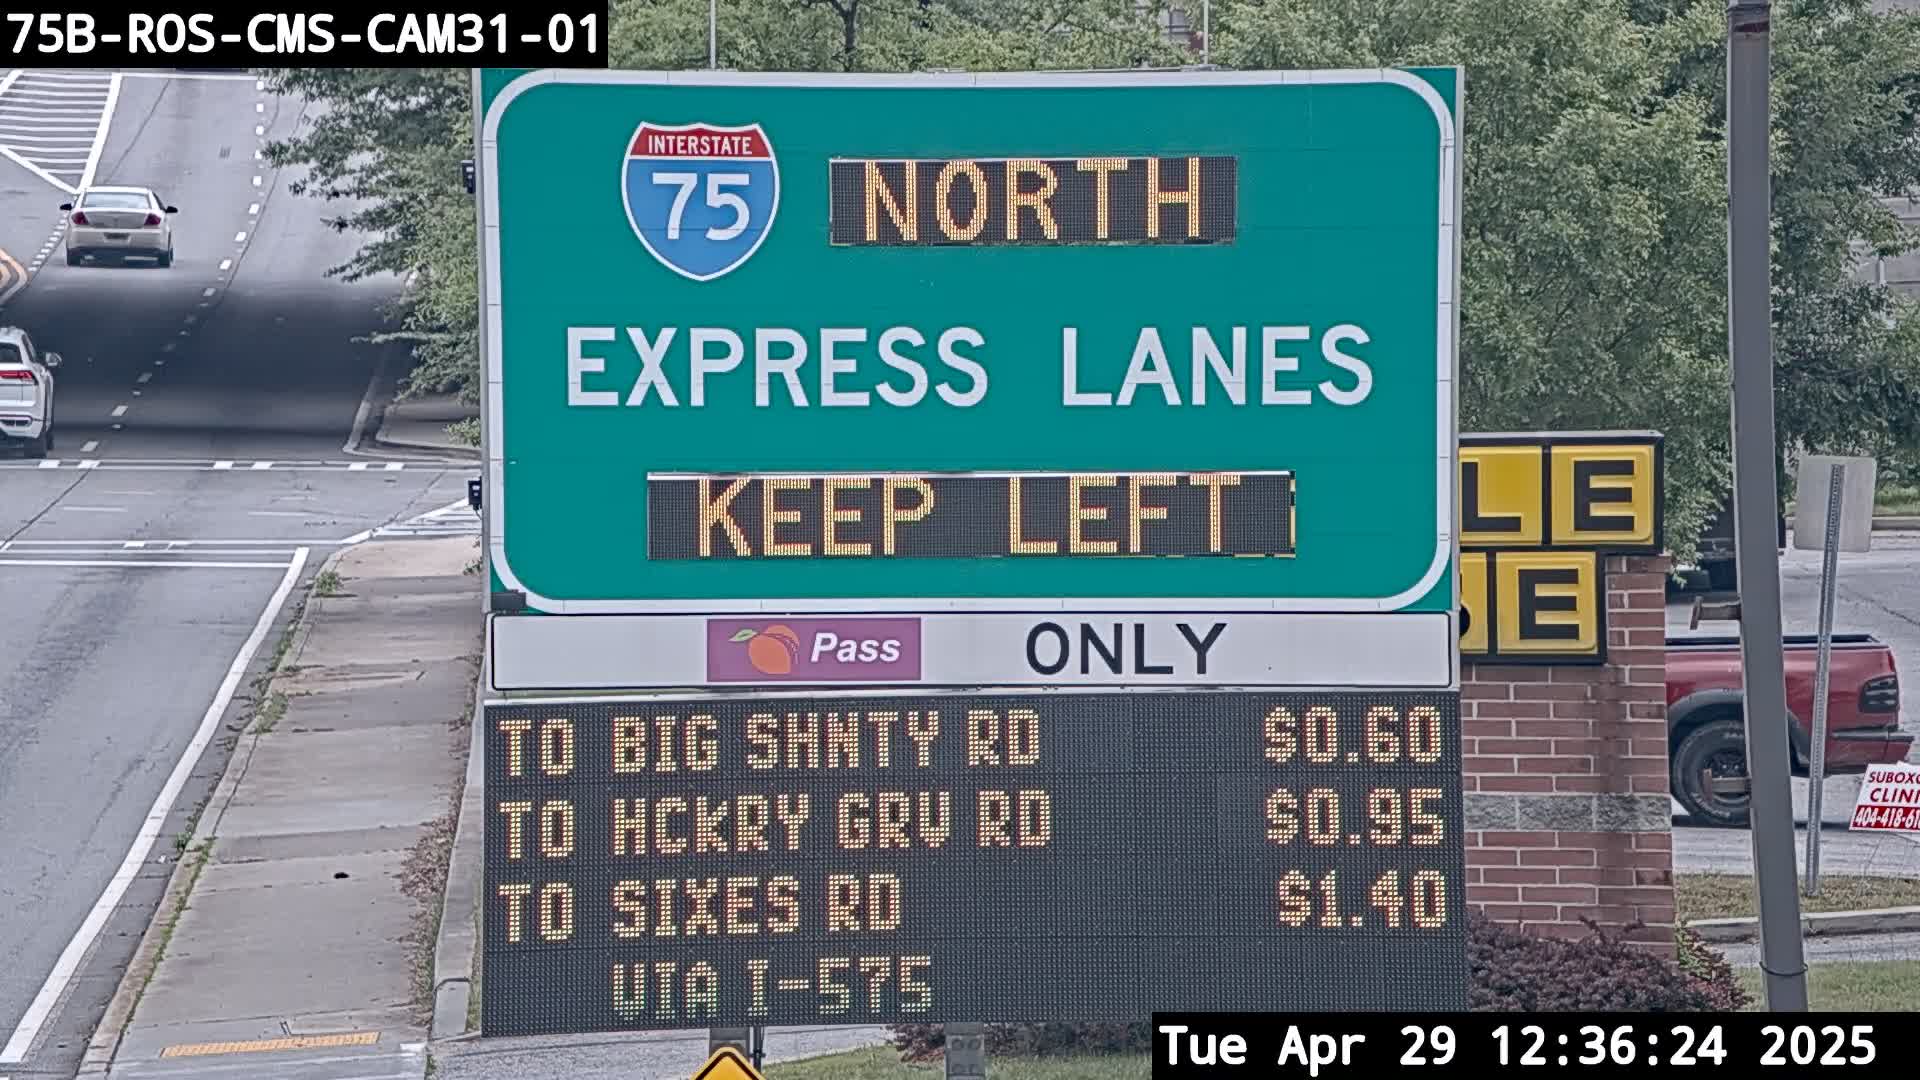 75B-ROS-CMS-CAM31-01
INTERSTATE
75
NORTH
EXPRESS LANES
KEEP LEFT
Pass ONLY
TO BIG SHNTY RD $0.60
TO HCKRY GRV RD $0.95
TO SIXES RD $1.40
VIA I-575
LE
E
CLINI
Tue Apr 29 12:36:24 2025